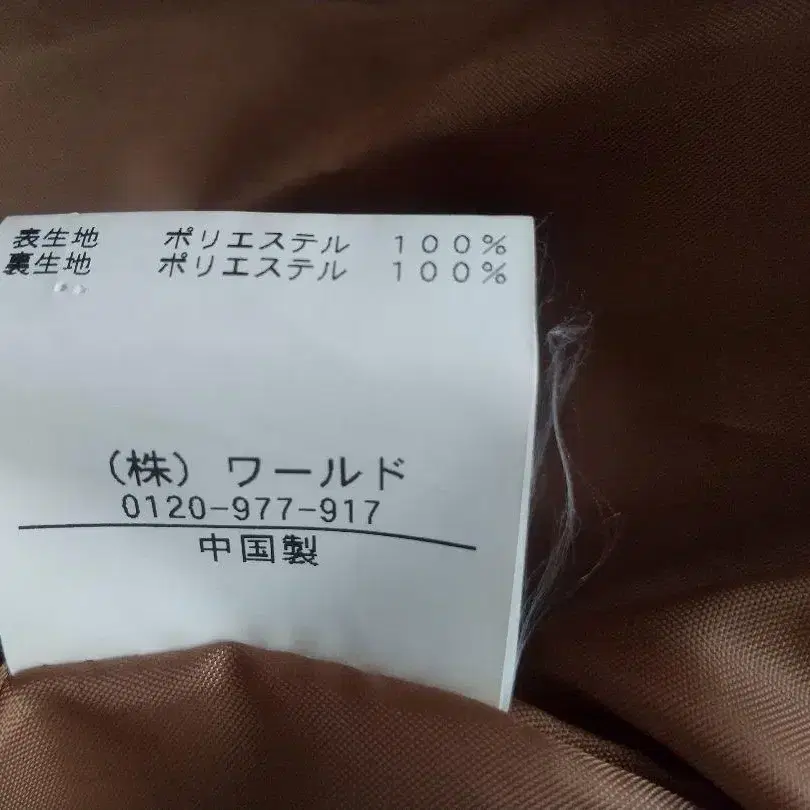 表生地 ポリエステル 100%
裏生地 ポリエステル 100%
(株) ワールド
0120-977-917
中国製